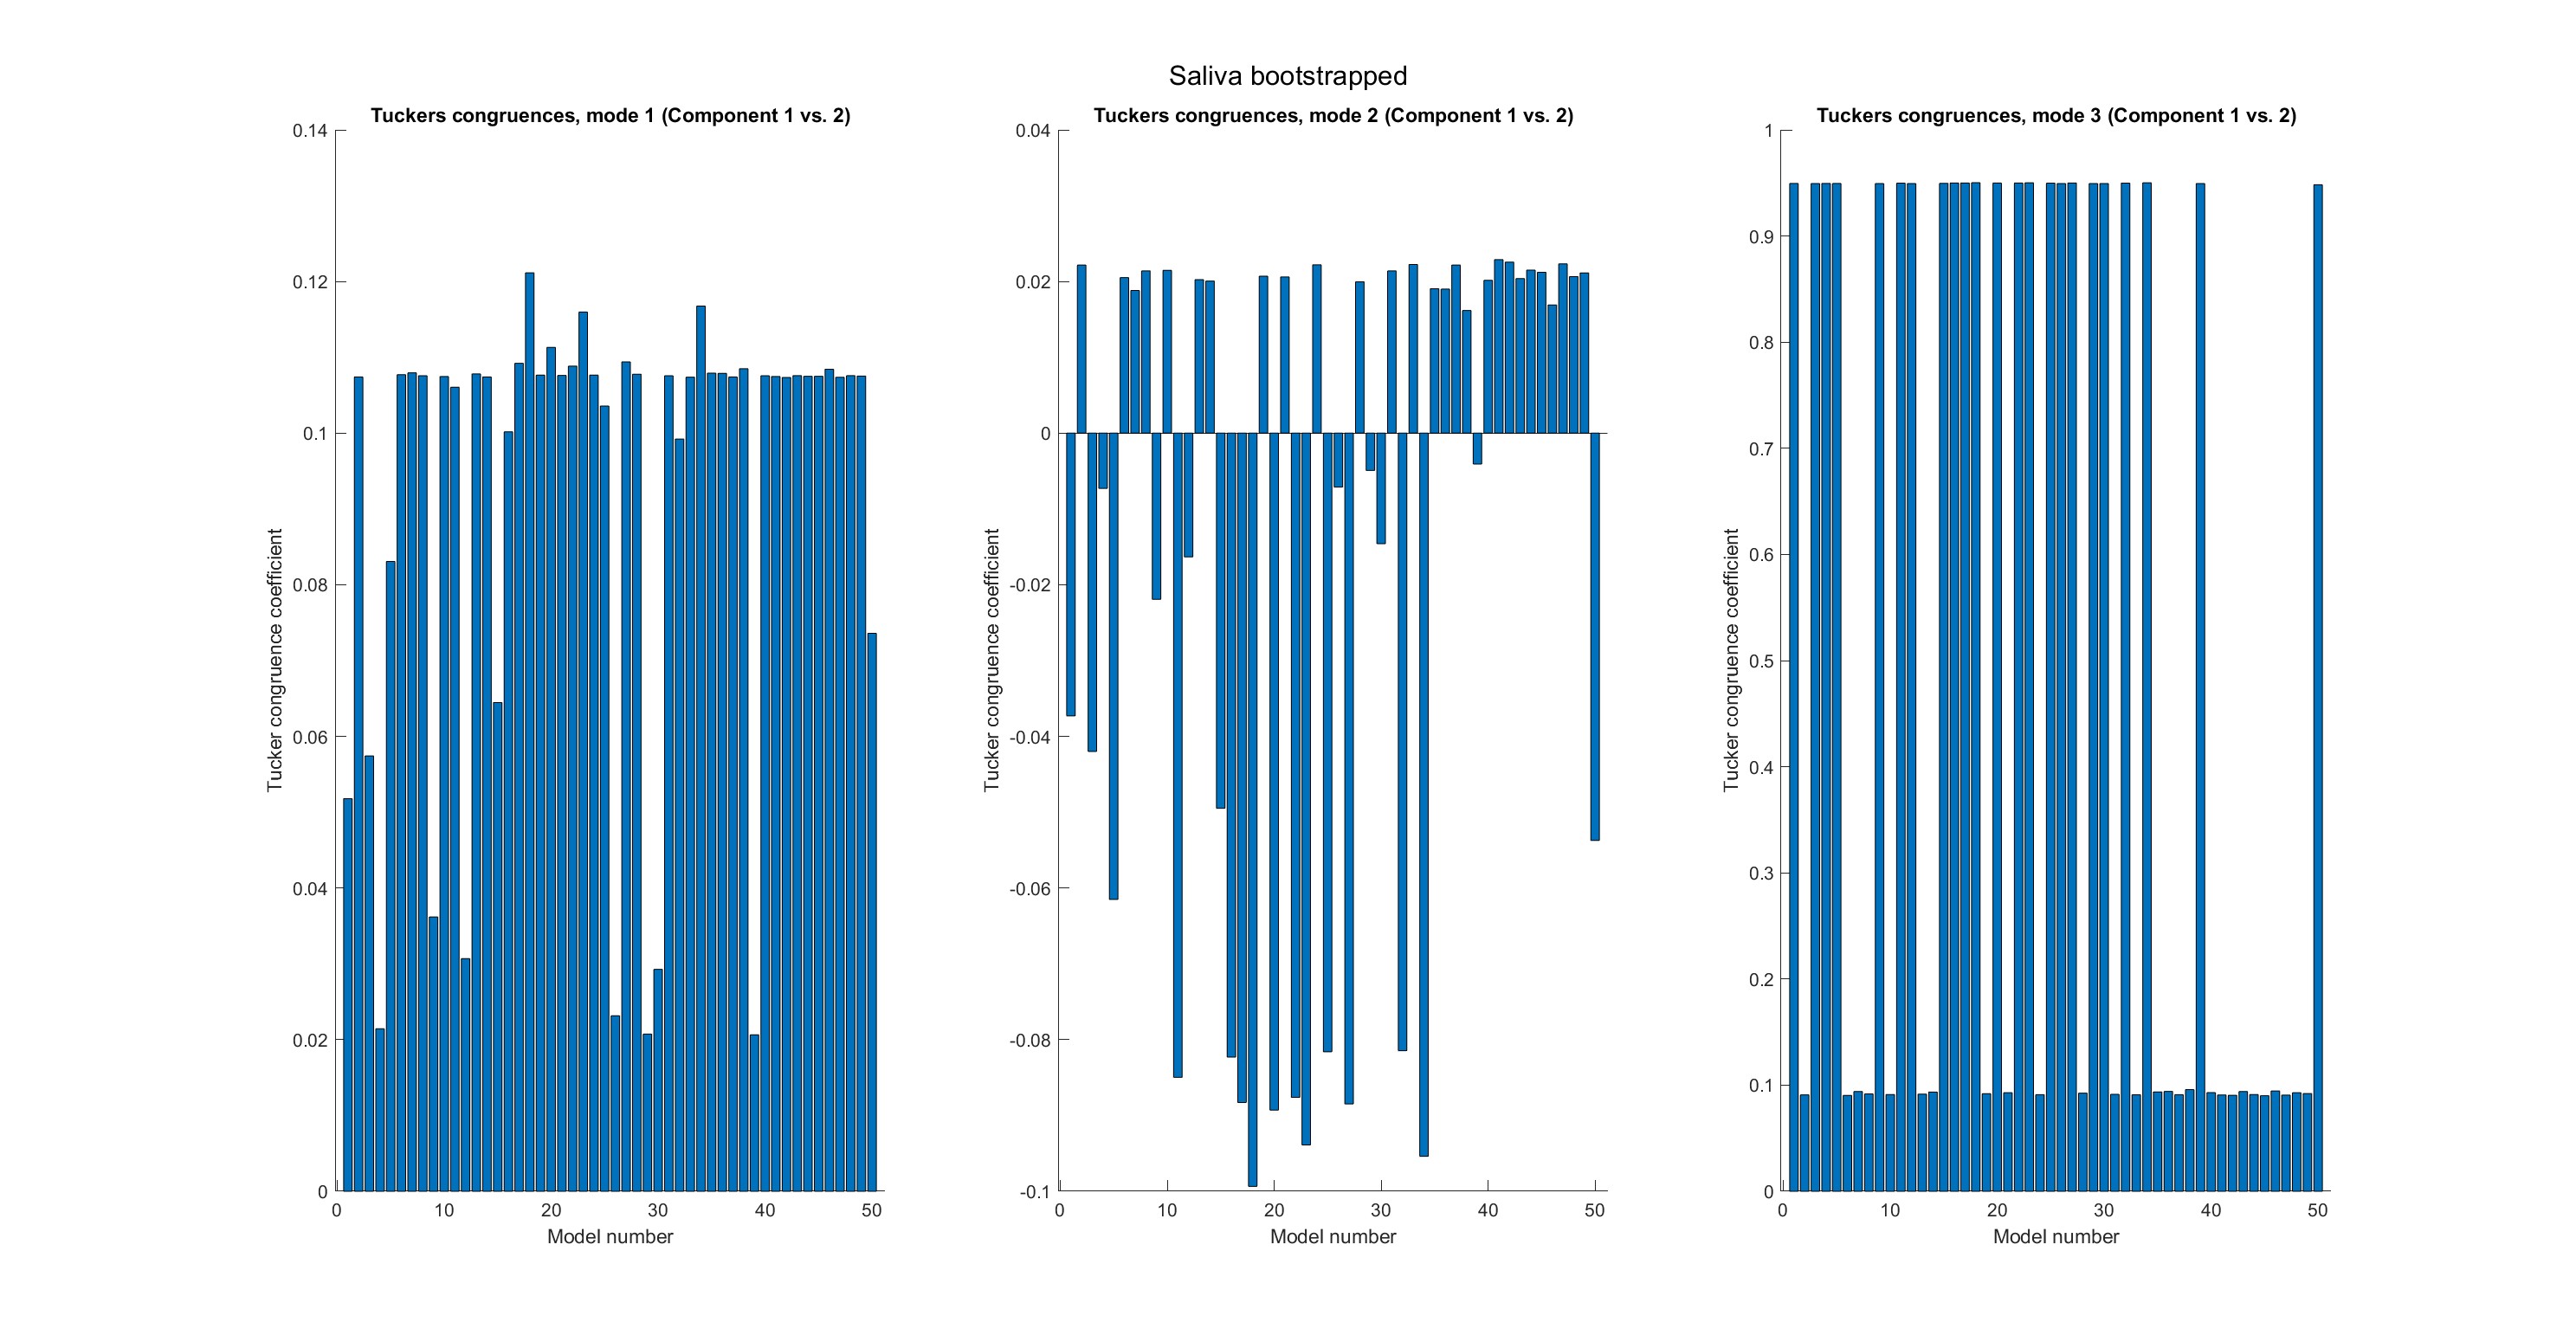 Saliva bootstrapped
Tuckers congruences, mode 1 (Component 1 vs. 2)
0.14
0.12
0.1
0.08
0.06
0.04
0.02
0
Tucker congruence coefficient
0 10 20 30 40 50
Model number
Tuckers congruences, mode 2 (Component 1 vs. 2)
0.04
0.02
0
-0.02
-0.04
-0.06
-0.08
-0.1
Tucker congruence coefficient
0 10 20 30 40 50
Model number
Tuckers congruences, mode 3 (Component 1 vs. 2)
1
0.9
0.8
0.7
0.6
0.5
0.4
0.3
0.2
0.1
0
Tucker congruence coefficient
0 10 20 30 40 50
Model number